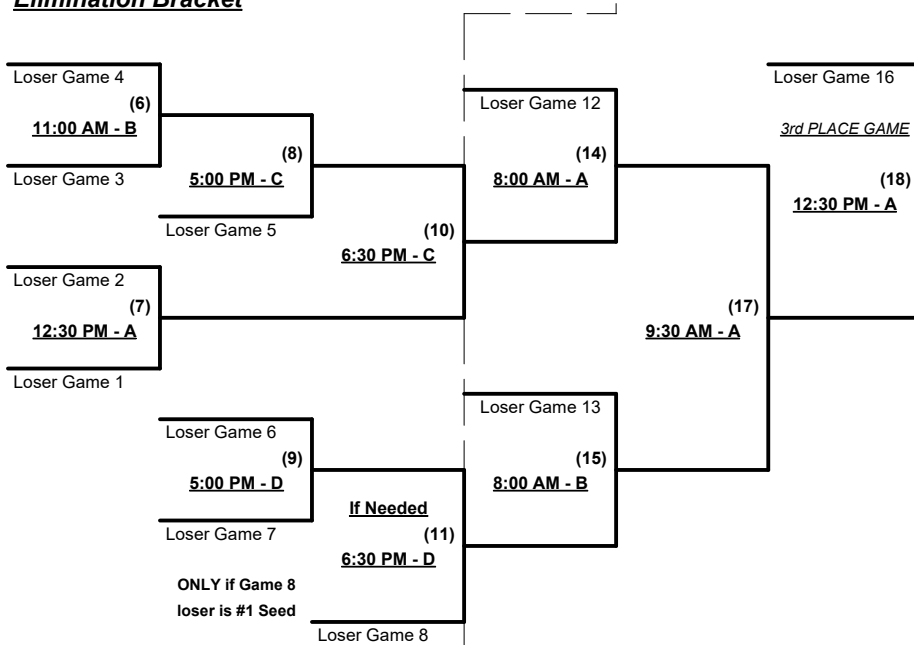 Elimination Bracket
Loser Game 4
(6)
11:00 AM - B
Loser Game 3
(8)
5:00 PM - C
Loser Game 5
(10)
6:30 PM - C
Loser Game 2
(7)
12:30 PM - A
Loser Game 1
Loser Game 12
(14)
8:00 AM - A
Loser Game 16
3rd PLACE GAME
(18)
12:30 PM - A
(17)
9:30 AM - A
Loser Game 6
(9)
5:00 PM - D
Loser Game 7
If Needed
(11)
6:30 PM - D
ONLY if Game 8
loser is #1 Seed
Loser Game 8
Loser Game 13
(15)
8:00 AM - B